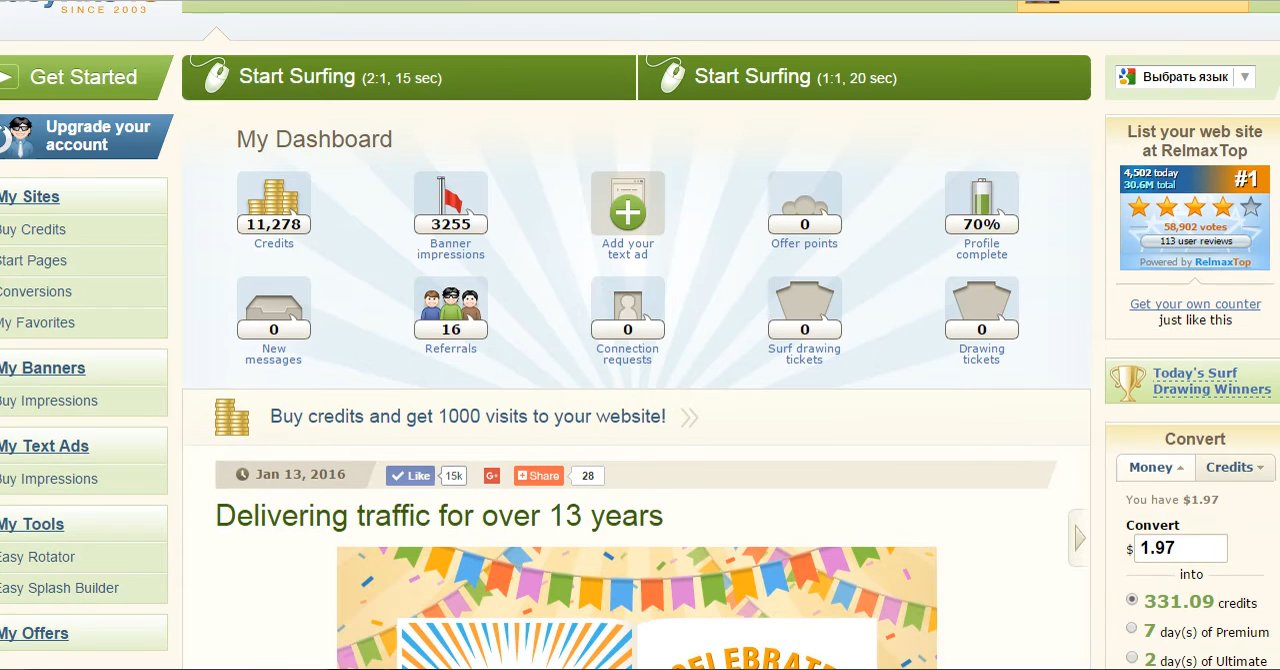 SINCE 2003
Get Started
Start Surfing (2:1, 15 sec)
Start Surfing (1:1, 20 sec)
Выбрать язык
Upgrade your
account
My Sites
Buy Credits
Start Pages
Conversions
My Favorites
My Banners
Buy Impressions
My Text Ads
Buy Impressions
My Tools
Easy Rotator
Easy Splash Builder
My Offers
My Dashboard
11,278
Credits
3255
Banner
impressions
Add your
text ad
0
Offer points
70%
Profile
complete
0
New
messages
16
Referrals
0
Connection
requests
0
Surf drawing
tickets
0
Drawing
tickets
Buy credits and get 1000 visits to your website!
Jan 13, 2016
Like
15k
G+
Share
28
Delivering traffic for over 13 years
CELEBRATE
List your web site
at RelmaxTop
4,502 today
30.6M total
#1
58,902 votes
113 user reviews
Powered by RelmaxTop
Get your own counter
just like this
Today's Surf
Drawing Winners
Convert
Money
Credits
You have $1.97
Convert
$ 1.97
into
331.09 credits
7 day(s) of Premium
2 day(s) of Ultimate